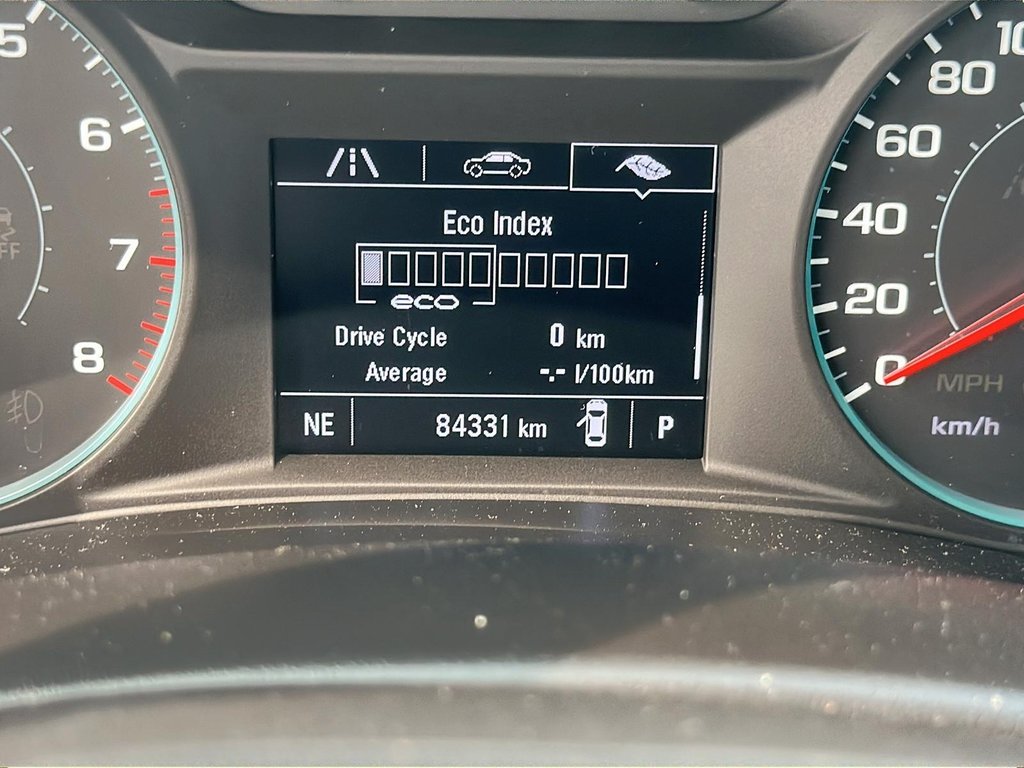 5
6
7
8
Eco Index
eco
Drive Cycle 0 km
Average -.- l/100km
NE 84331 km P
80
60
40
20
0
MPH
km/h